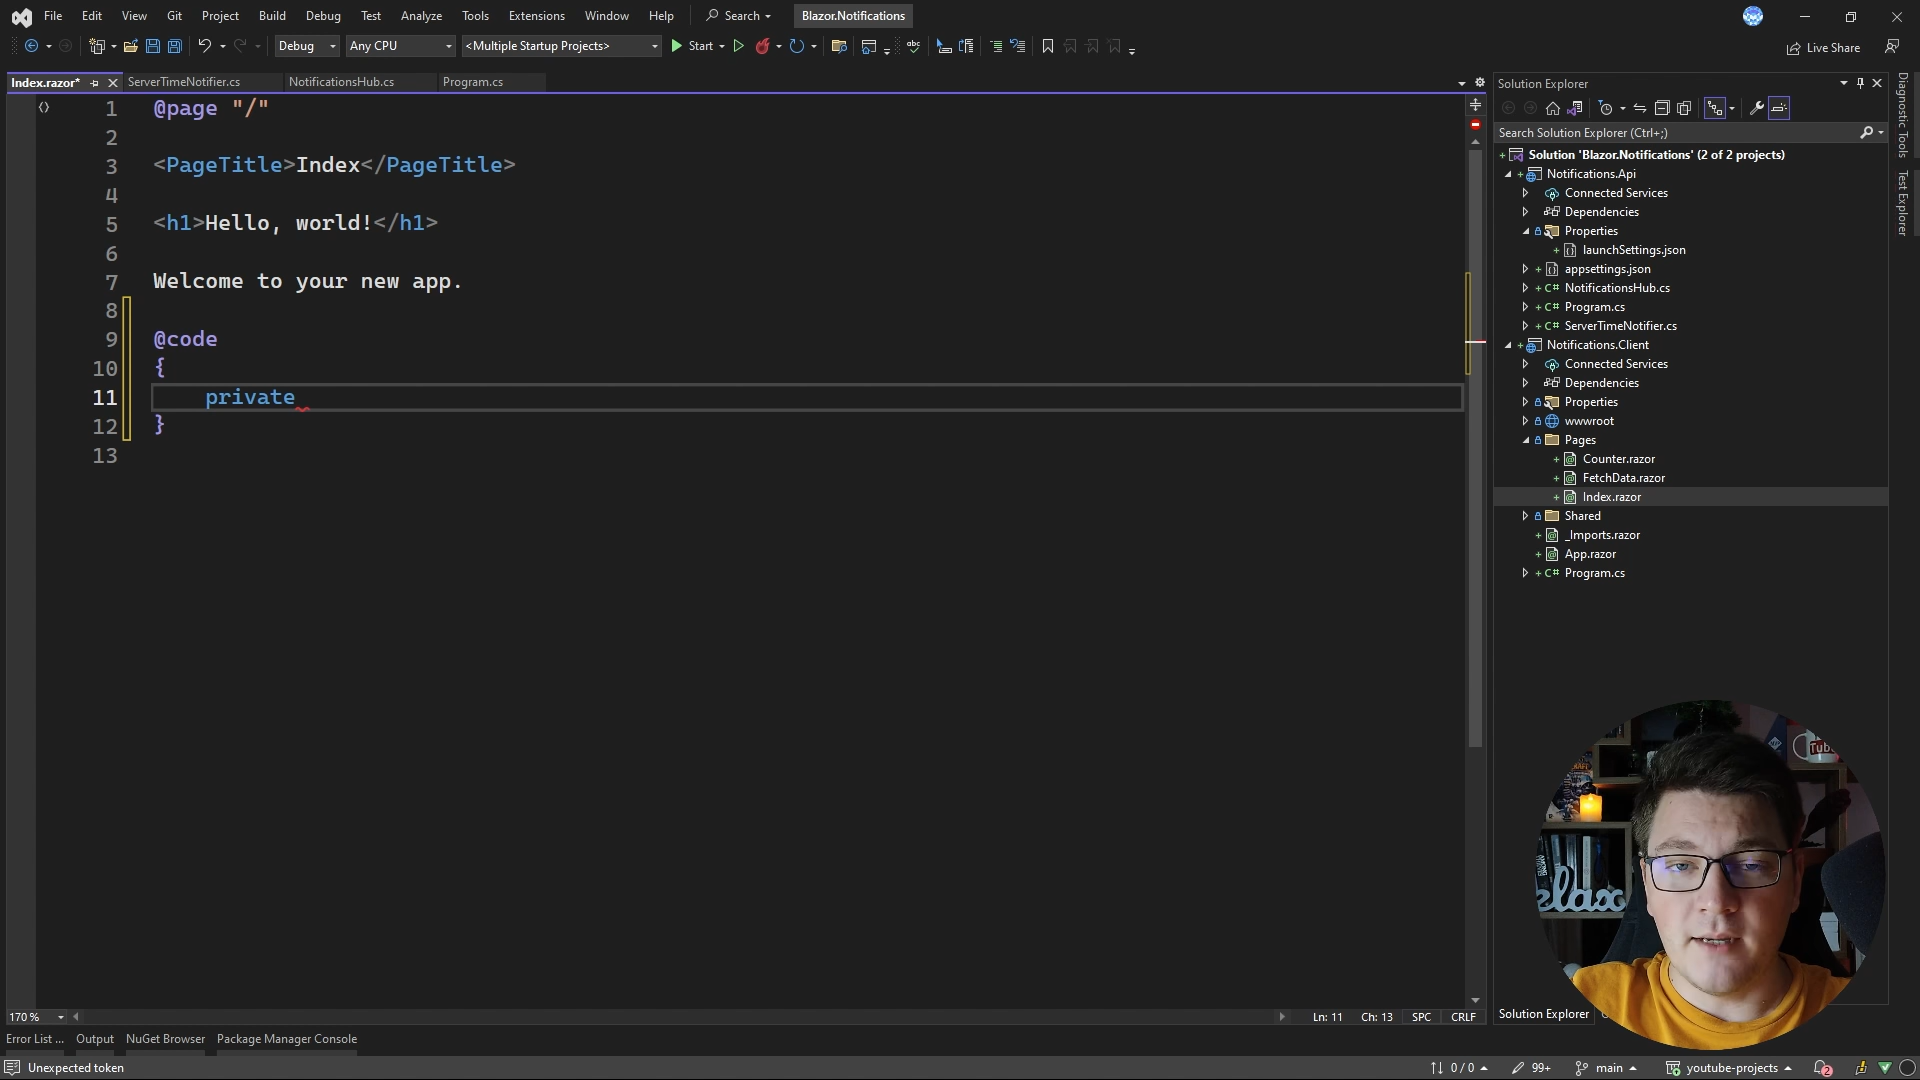 File Edit View Git Project Build Debug Test Analyze Tools Extensions Window Help Search Blazor.Notifications
Debug Any CPU <Multiple Startup Projects> Start Live Share
Index.razor* ServerTimeNotifier.cs NotificationsHub.cs Program.cs
1 @page "/"
2
3 <PageTitle>Index</PageTitle>
4
5 <h1>Hello, world!</h1>
6
7 Welcome to your new app.
8
9 @code
10 {
11 private
12 }
13
170 % Ln: 11 Ch: 13 SPC CRLF
Solution Explorer
Search Solution Explorer (Ctrl+;)
Solution 'Blazor.Notifications' (2 of 2 projects)
Notifications.Api
Connected Services
Dependencies
Properties
launchSettings.json
appsettings.json
C# NotificationsHub.cs
C# Program.cs
C# ServerTimeNotifier.cs
Notifications.Client
Connected Services
Dependencies
Properties
wwwroot
Pages
Counter.razor
FetchData.razor
Index.razor
Shared
_Imports.razor
App.razor
C# Program.cs
Solution Explorer
Diagnostic Tools
Test Explorer
Tube
elax
Error List ... Output NuGet Browser Package Manager Console
Unexpected token 0 / 0 99+ main youtube-projects 2